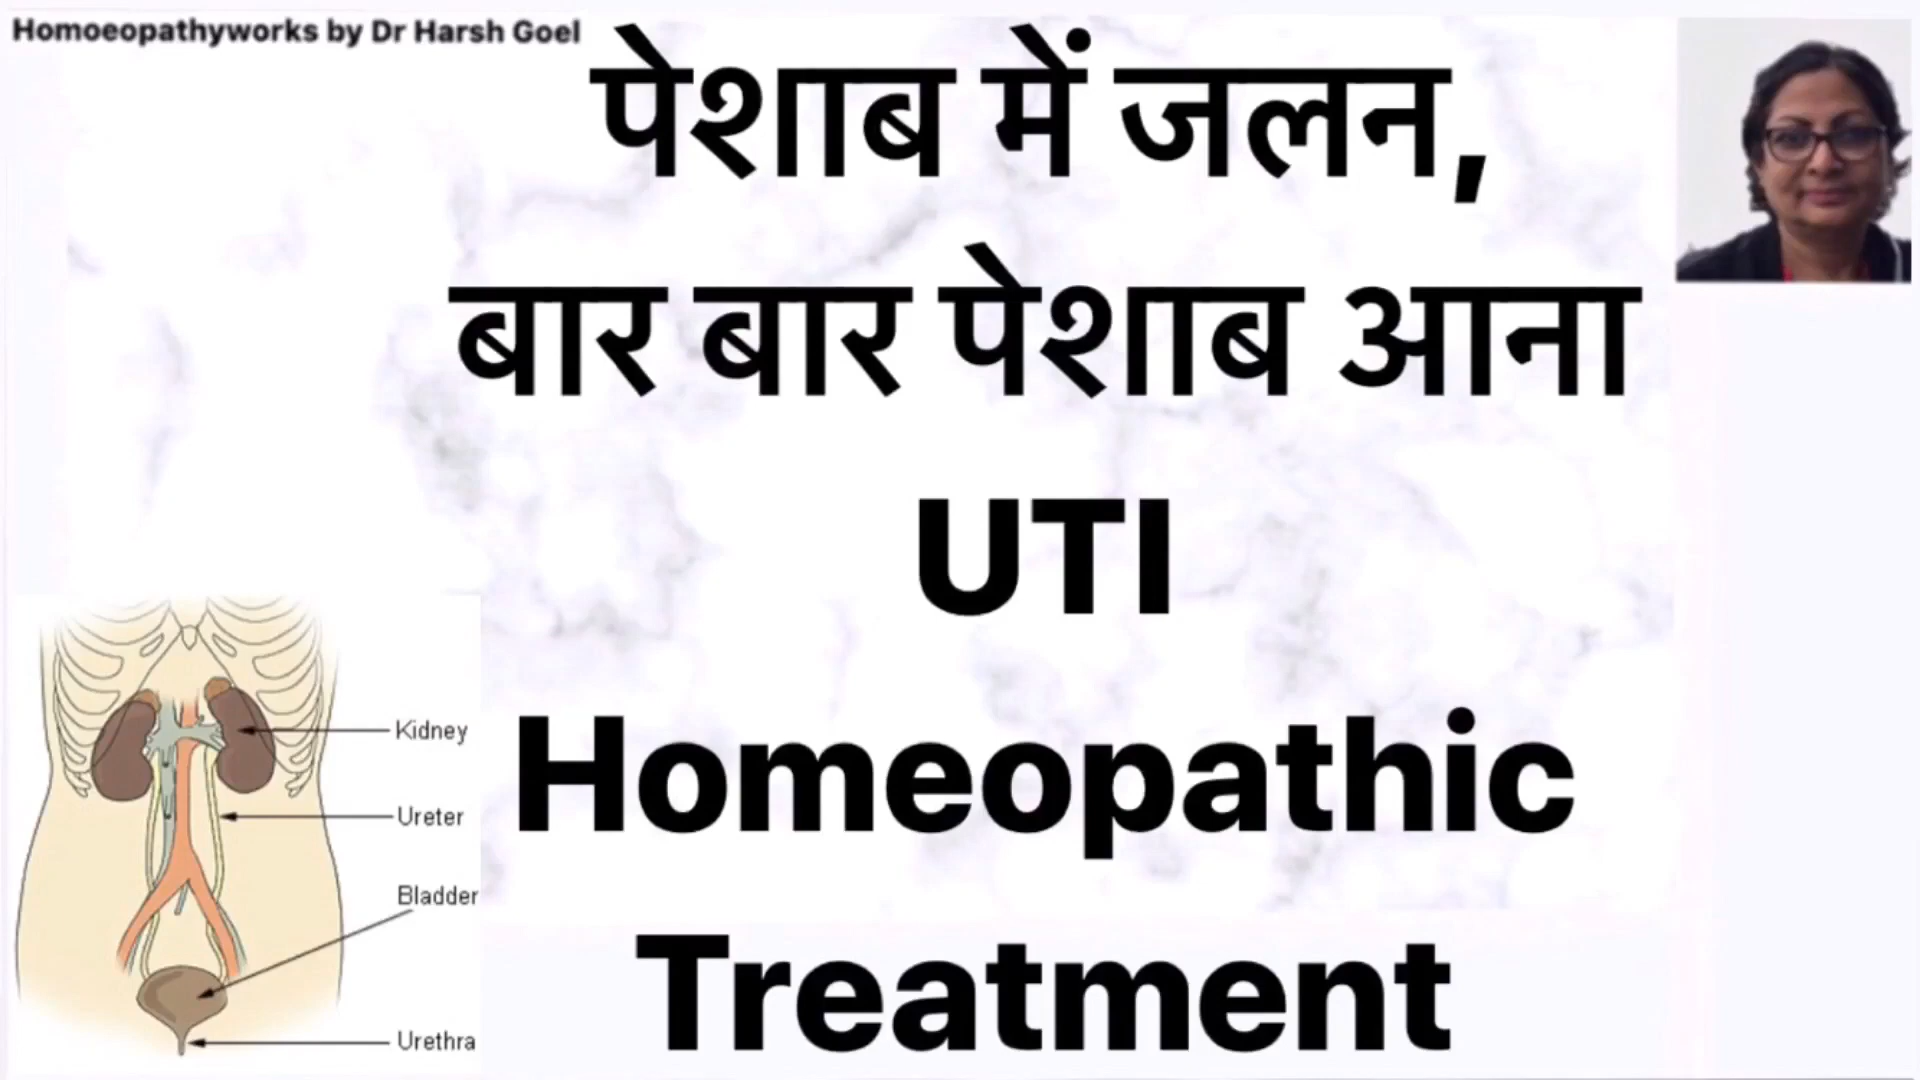 Homoeopathyworks by Dr Harsh Goel
पेशाब में जलन,
बार बार पेशाब आना
UTI
Homeopathic
Treatment
Kidney
Ureter
Bladder
Urethra